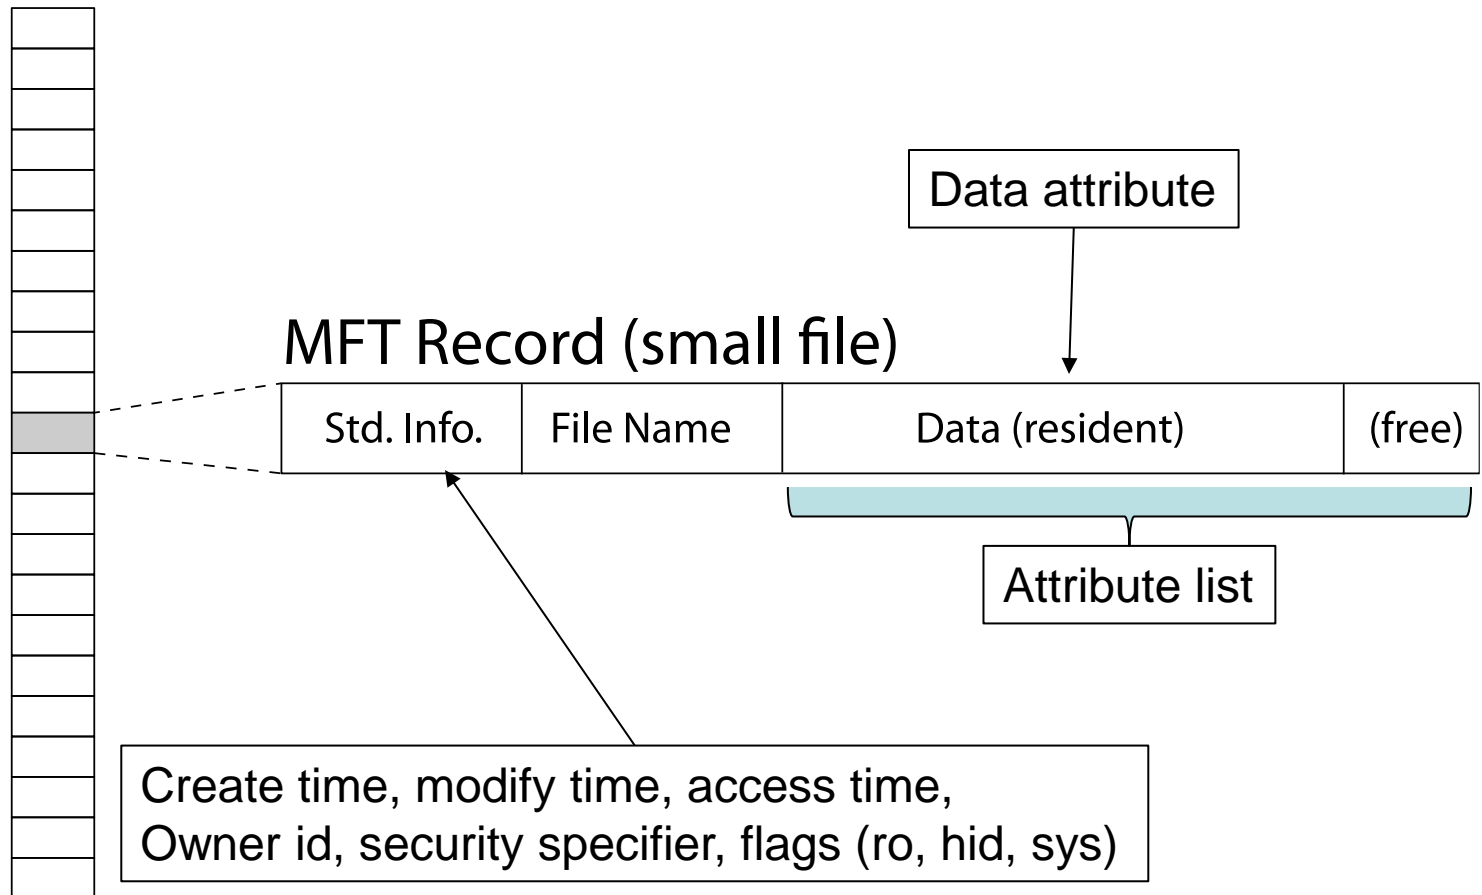 Data attribute
MFT Record (small file)
Std. Info.
File Name
Data (resident)
(free)
Attribute list
Create time, modify time, access time,
Owner id, security specifier, flags (ro, hid, sys)